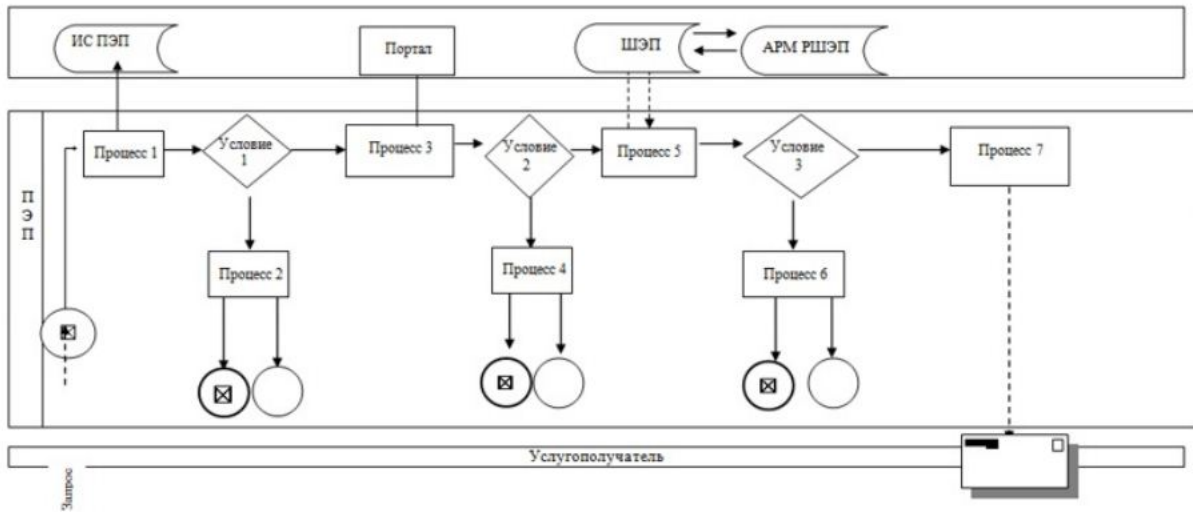 ИС ПЭП
Портал
ШЭП
АРМ РШЭП
ПЭП
Процесс 1
Условие
1
Процесс 3
Условие
2
Процесс 5
Условие
3
Процесс 7
Процесс 2
Процесс 4
Процесс 6
Услугополучатель
Запрос